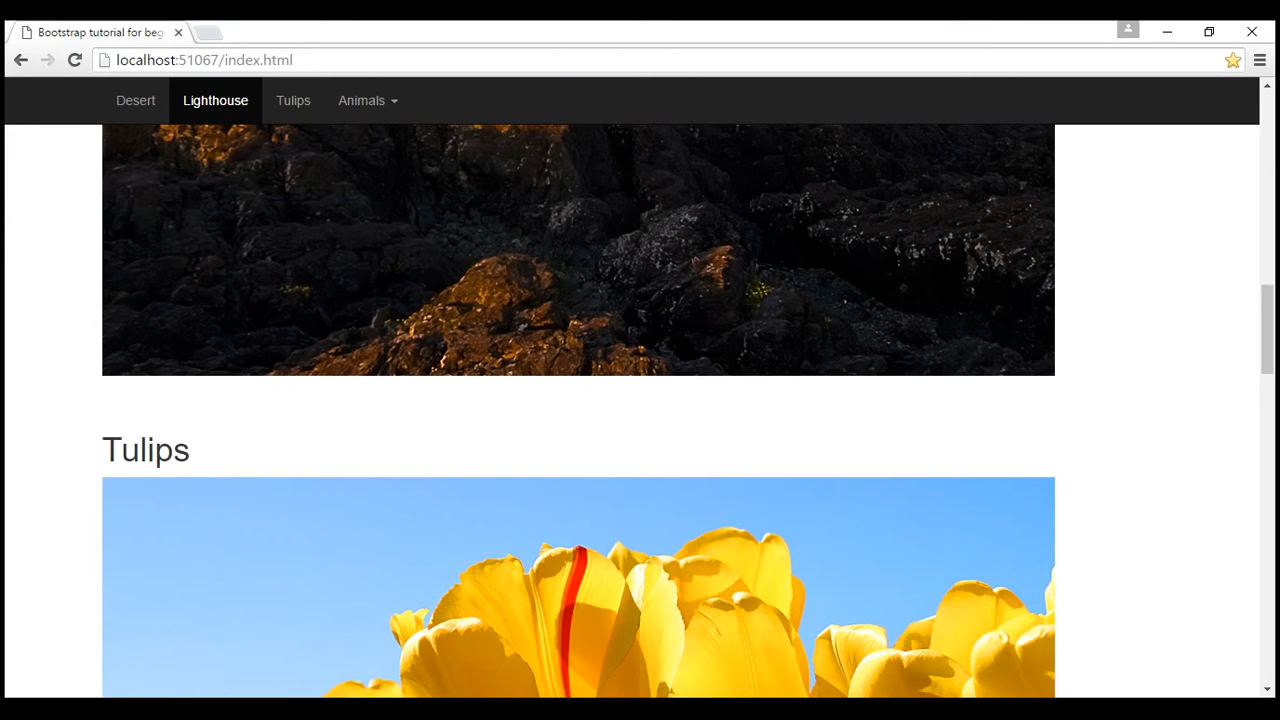 Bootstrap tutorial for beg
localhost:51067/index.html
Desert Lighthouse Tulips Animals
Tulips